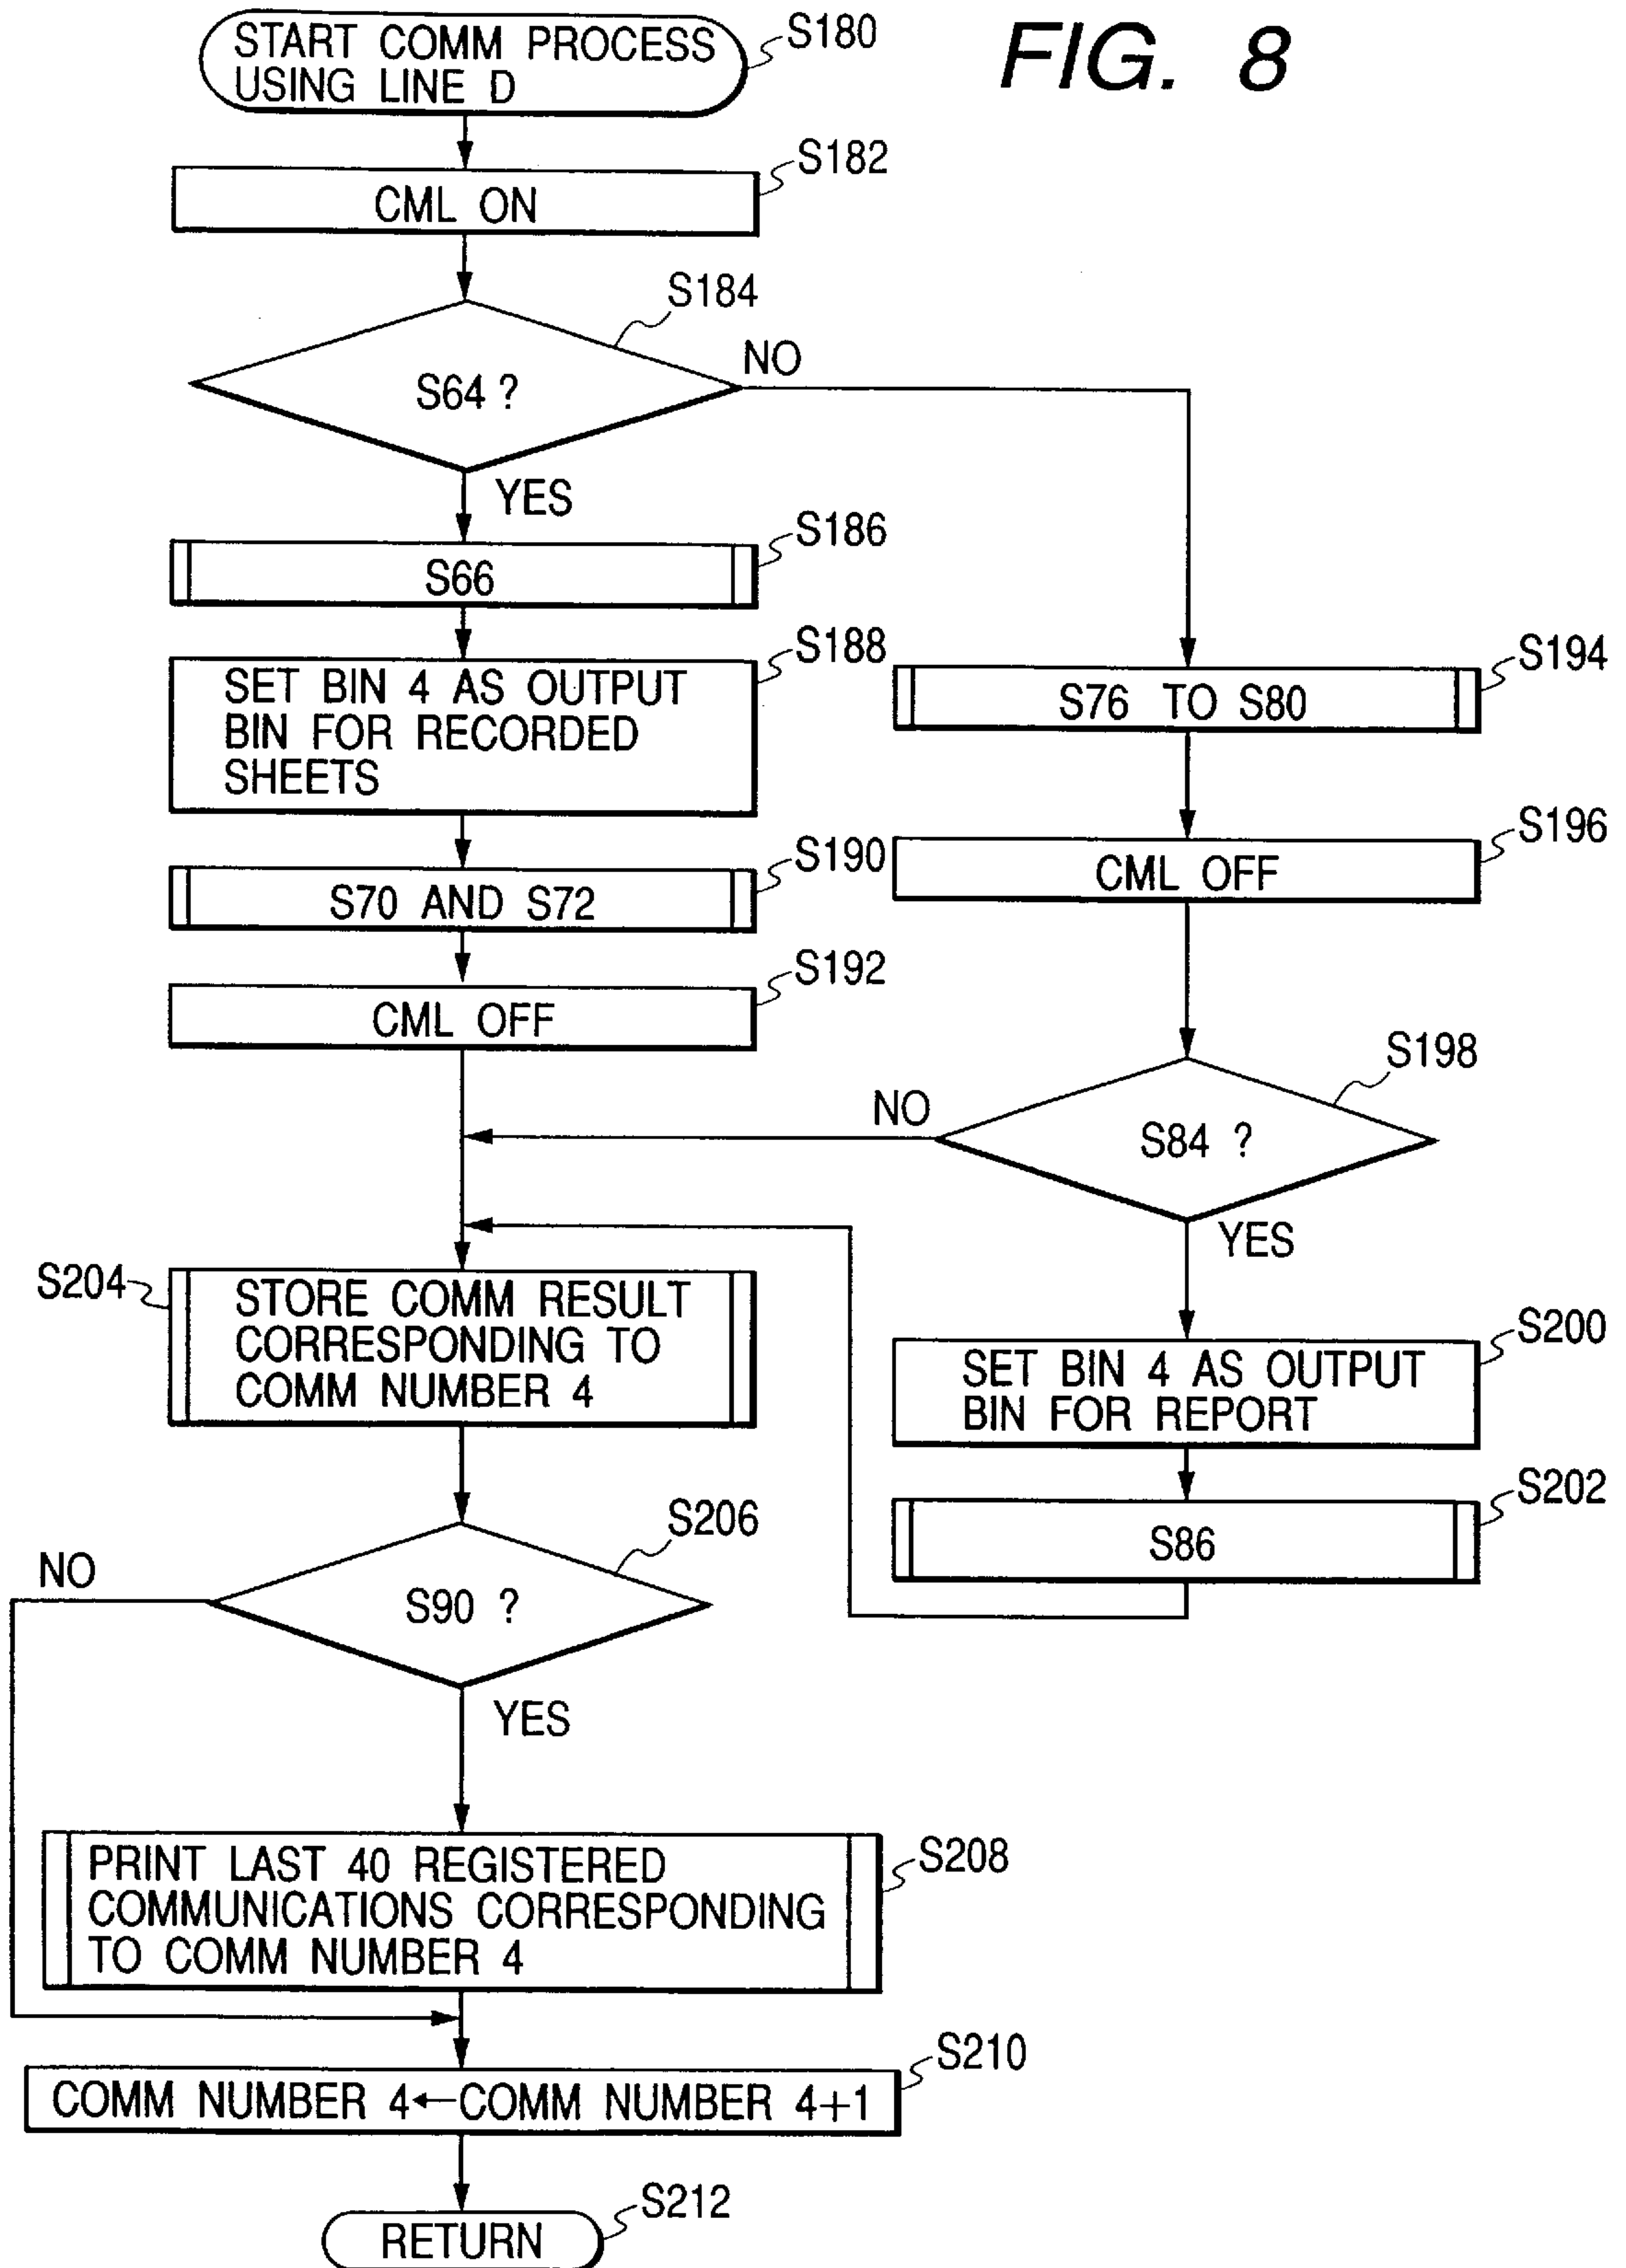 FIG. 8
START COMM PROCESS
USING LINE D
S180
CML ON
S182
S184
S64 ?
NO
YES
S186
S66
S188
SET BIN 4 AS OUTPUT
BIN FOR RECORDED
SHEETS
S190
S70 AND S72
S192
CML OFF
S194
S76 TO S80
S196
CML OFF
S198
S84 ?
NO
YES
S200
SET BIN 4 AS OUTPUT
BIN FOR REPORT
S202
S86
S204
STORE COMM RESULT
CORRESPONDING TO
COMM NUMBER 4
S206
S90 ?
NO
YES
S208
PRINT LAST 40 REGISTERED
COMMUNICATIONS CORRESPONDING
TO COMM NUMBER 4
S210
COMM NUMBER 4←COMM NUMBER 4+1
S212
RETURN